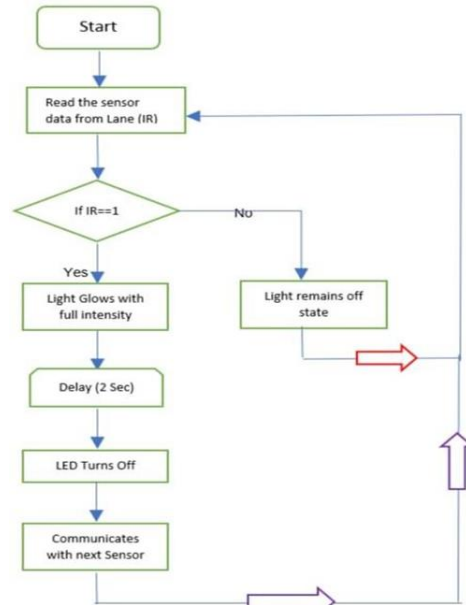 Start
Read the sensor
data from Lane (IR)
If IR==1
No
Yes
Light Glows with
full intensity
Light remains off
state
Delay (2 Sec)
LED Turns Off
Communicates
with next Sensor